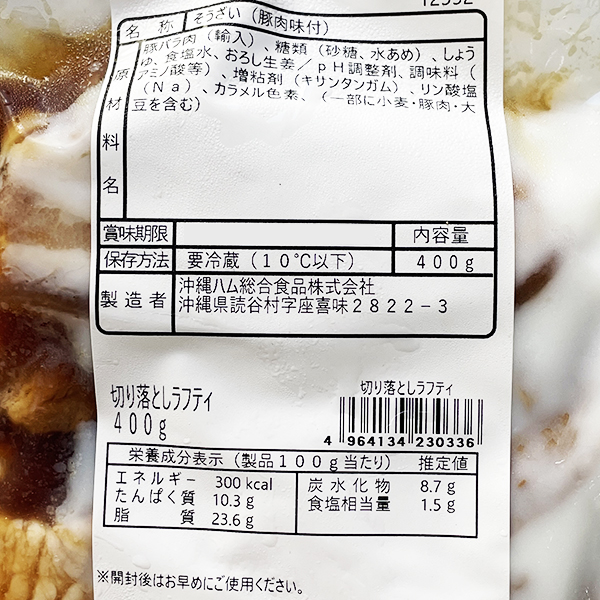 名 称 そうざい（豚肉味付）
原材料名 豚バラ肉（輸入）、糖類（砂糖、水あめ）、しょう
ゆ、食塩水、おろし生姜／ｐＨ調整剤、調味料（
アミノ酸等）、増粘剤（キサンタンガム）、リン酸塩
（Ｎａ）、カラメル色素、（一部に小麦・豚肉・大
豆を含む）
賞味期限 内容量
保存方法 要冷蔵（１０℃以下） ４００ｇ
製造者 沖縄ハム総合食品株式会社
沖縄県読谷村字座喜味２８２２－３
切り落としラフティ
４００ｇ
切り落としラフティ
4 964134 230336
栄養成分表示（製品１００ｇ当たり） 推定値
エネルギー 300 kcal 炭水化物 8.7 g
たんぱく質 10.3 g 食塩相当量 1.5 g
脂質 23.6 g
※開封後はお早めにご使用ください。